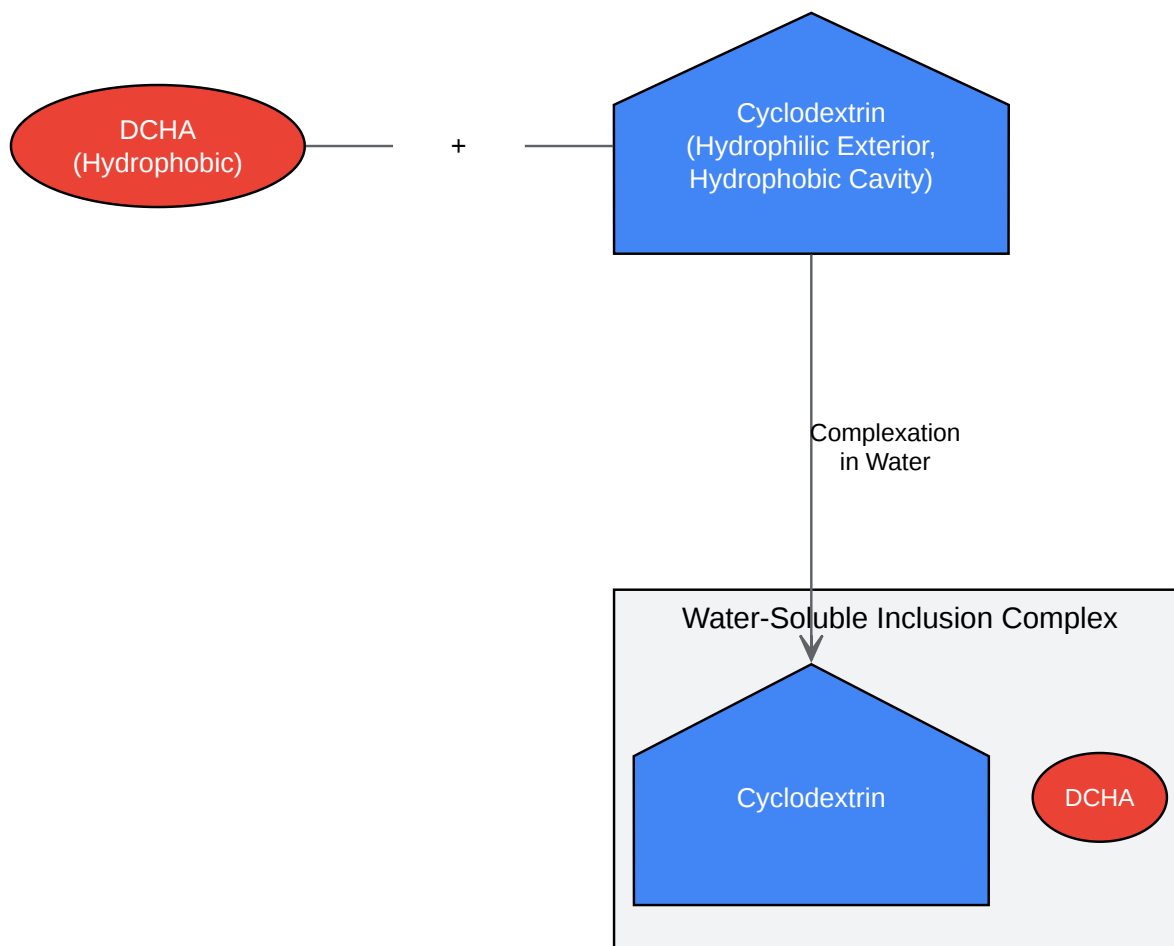 DCHA
(Hydrophobic)
+
Cyclodextrin
(Hydrophilic Exterior,
Hydrophobic Cavity)
Complexation
in Water
Water-Soluble Inclusion Complex
Cyclodextrin
DCHA